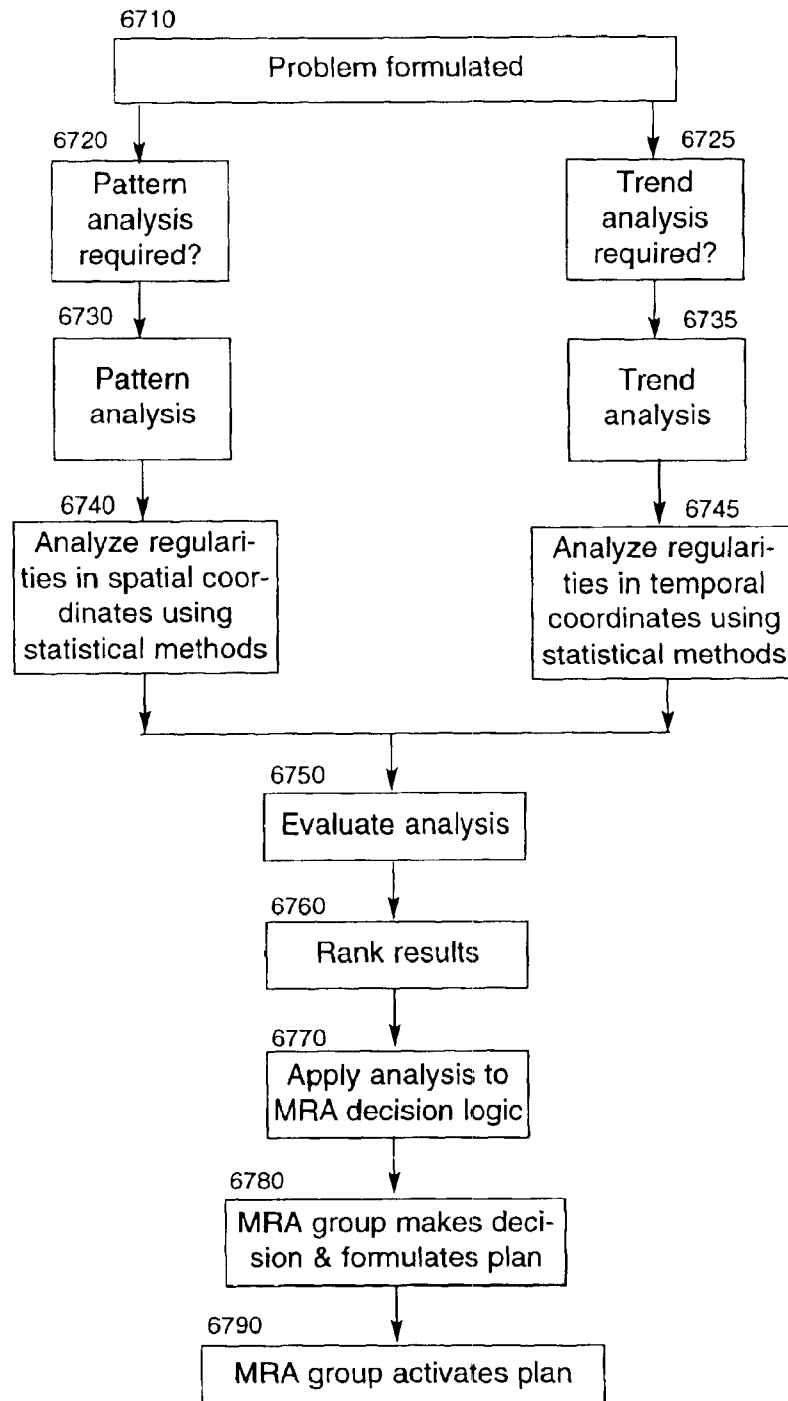 6710
Problem formulated
6720
Pattern
analysis
required?
6725
Trend
analysis
required?
6730
Pattern
analysis
6735
Trend
analysis
6740
Analyze regulari-
ties in spatial coor-
dinates using
statistical methods
6745
Analyze regulari-
ties in temporal
coordinates using
statistical methods
6750
Evaluate analysis
6760
Rank results
6770
Apply analysis to
MRA decision logic
6780
MRA group makes deci-
sion & formulates plan
6790
MRA group activates plan